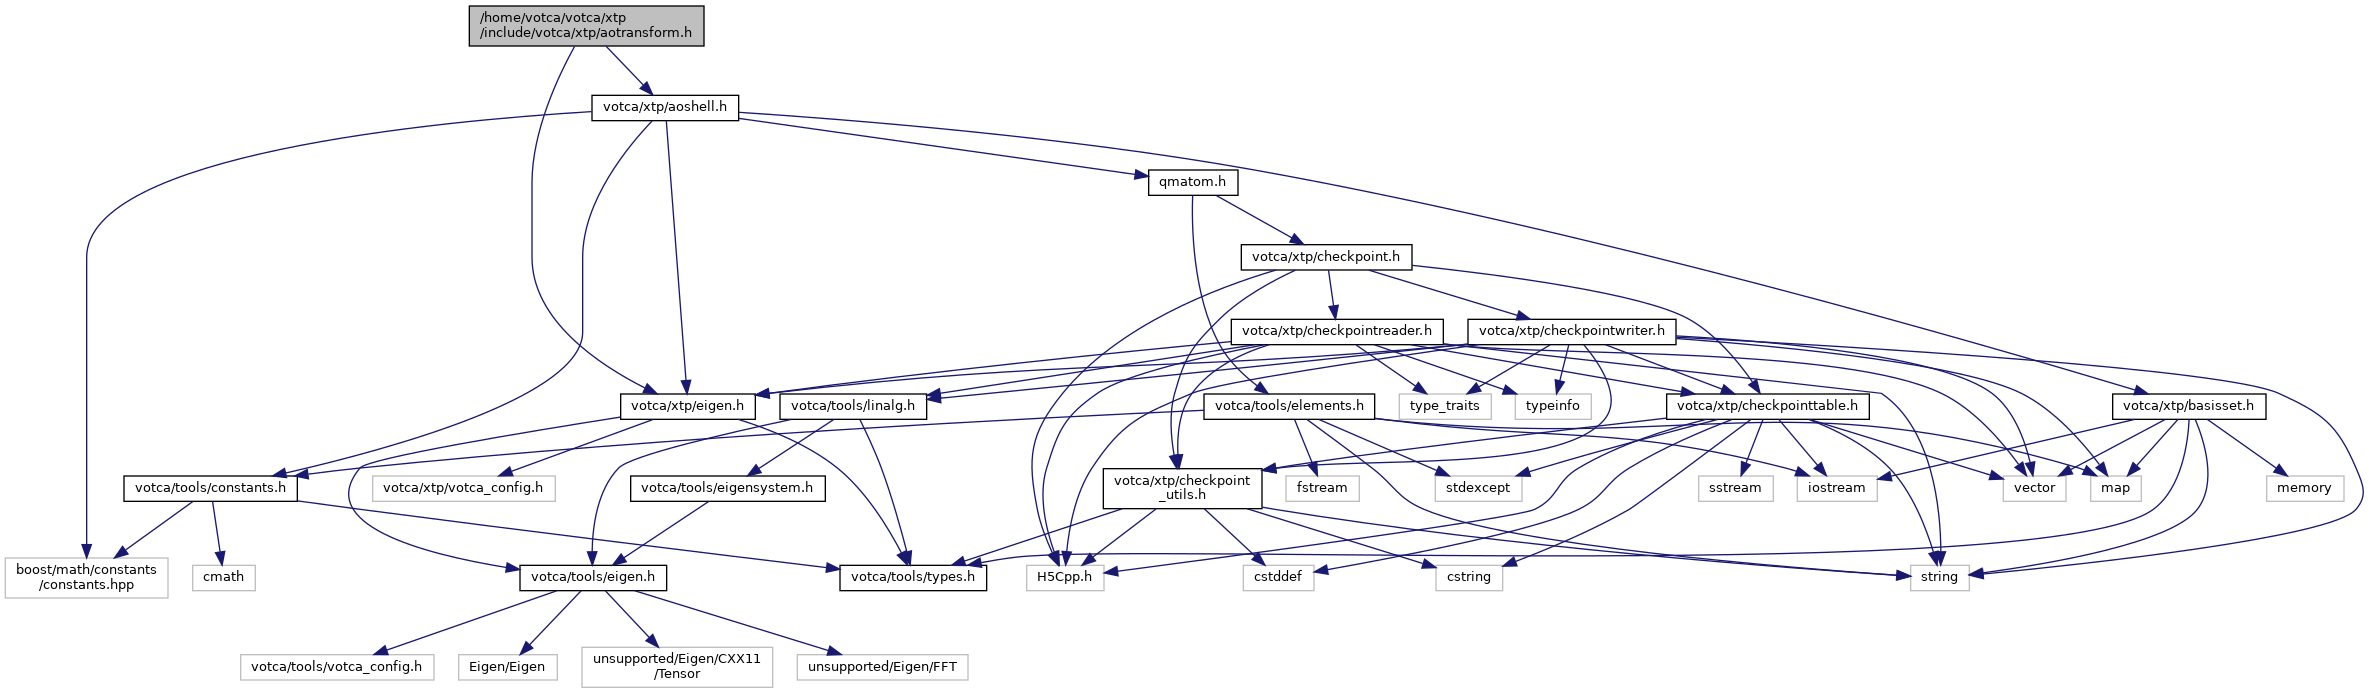 /home/votca/votca/xtp
/include/votca/xtp/aotransform.h
votca/xtp/aoshell.h
qmatom.h
votca/xtp/checkpoint.h
votca/xtp/checkpointreader.h
votca/xtp/checkpointwriter.h
votca/xtp/eigen.h
votca/tools/linalg.h
votca/tools/elements.h
type_traits
typeinfo
votca/xtp/checkpointtable.h
votca/xtp/basisset.h
votca/tools/constants.h
votca/xtp/votca_config.h
votca/tools/eigensystem.h
votca/xtp/checkpoint
_utils.h
fstream
stdexcept
sstream
iostream
vector
map
memory
boost/math/constants
/constants.hpp
cmath
votca/tools/eigen.h
votca/tools/types.h
H5Cpp.h
cstddef
cstring
string
votca/tools/votca_config.h
Eigen/Eigen
unsupported/Eigen/CXX11
/Tensor
unsupported/Eigen/FFT